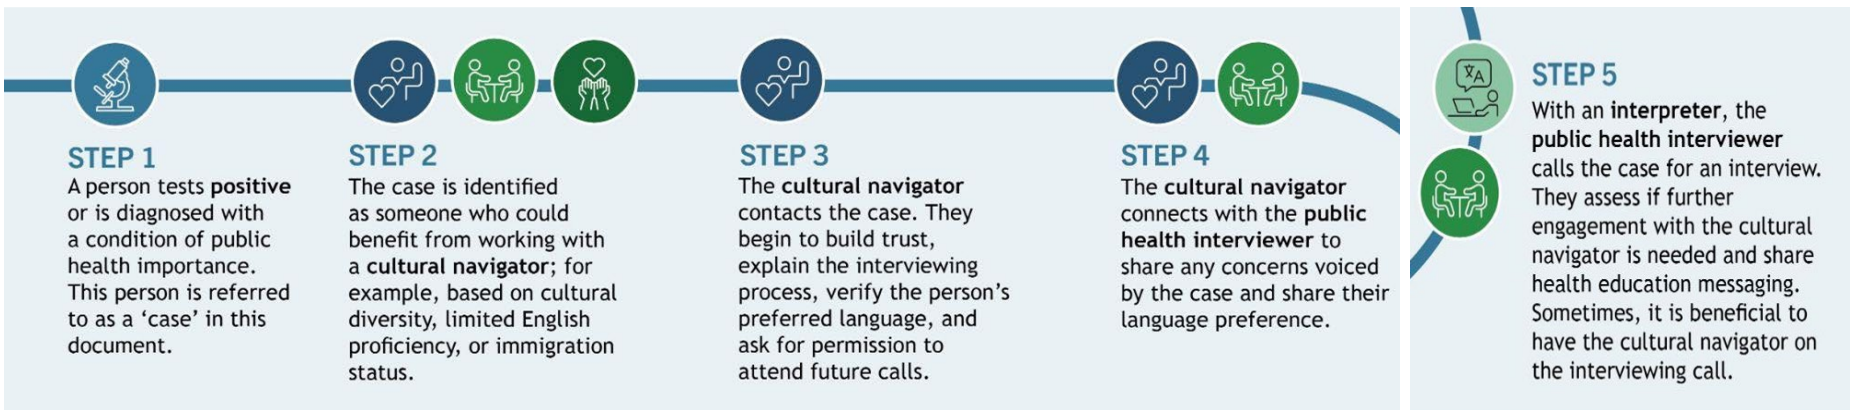 STEP 1
A person tests positive
or is diagnosed with
a condition of public
health importance.
This person is referred
to as a ‘case’ in this
document.
STEP 2
The case is identified
as someone who could
benefit from working with
a cultural navigator; for
example, based on cultural
diversity, limited English
proficiency, or immigration
status.
STEP 3
The cultural navigator
contacts the case. They
begin to build trust,
explain the interviewing
process, verify the person’s
preferred language, and
ask for permission to
attend future calls.
STEP 4
The cultural navigator
connects with the public
health interviewer to
share any concerns voiced
by the case and share their
language preference.
文A
STEP 5
With an interpreter, the
public health interviewer
calls the case for an interview.
They assess if further
engagement with the cultural
navigator is needed and share
health education messaging.
Sometimes, it is beneficial to
have the cultural navigator on
the interviewing call.